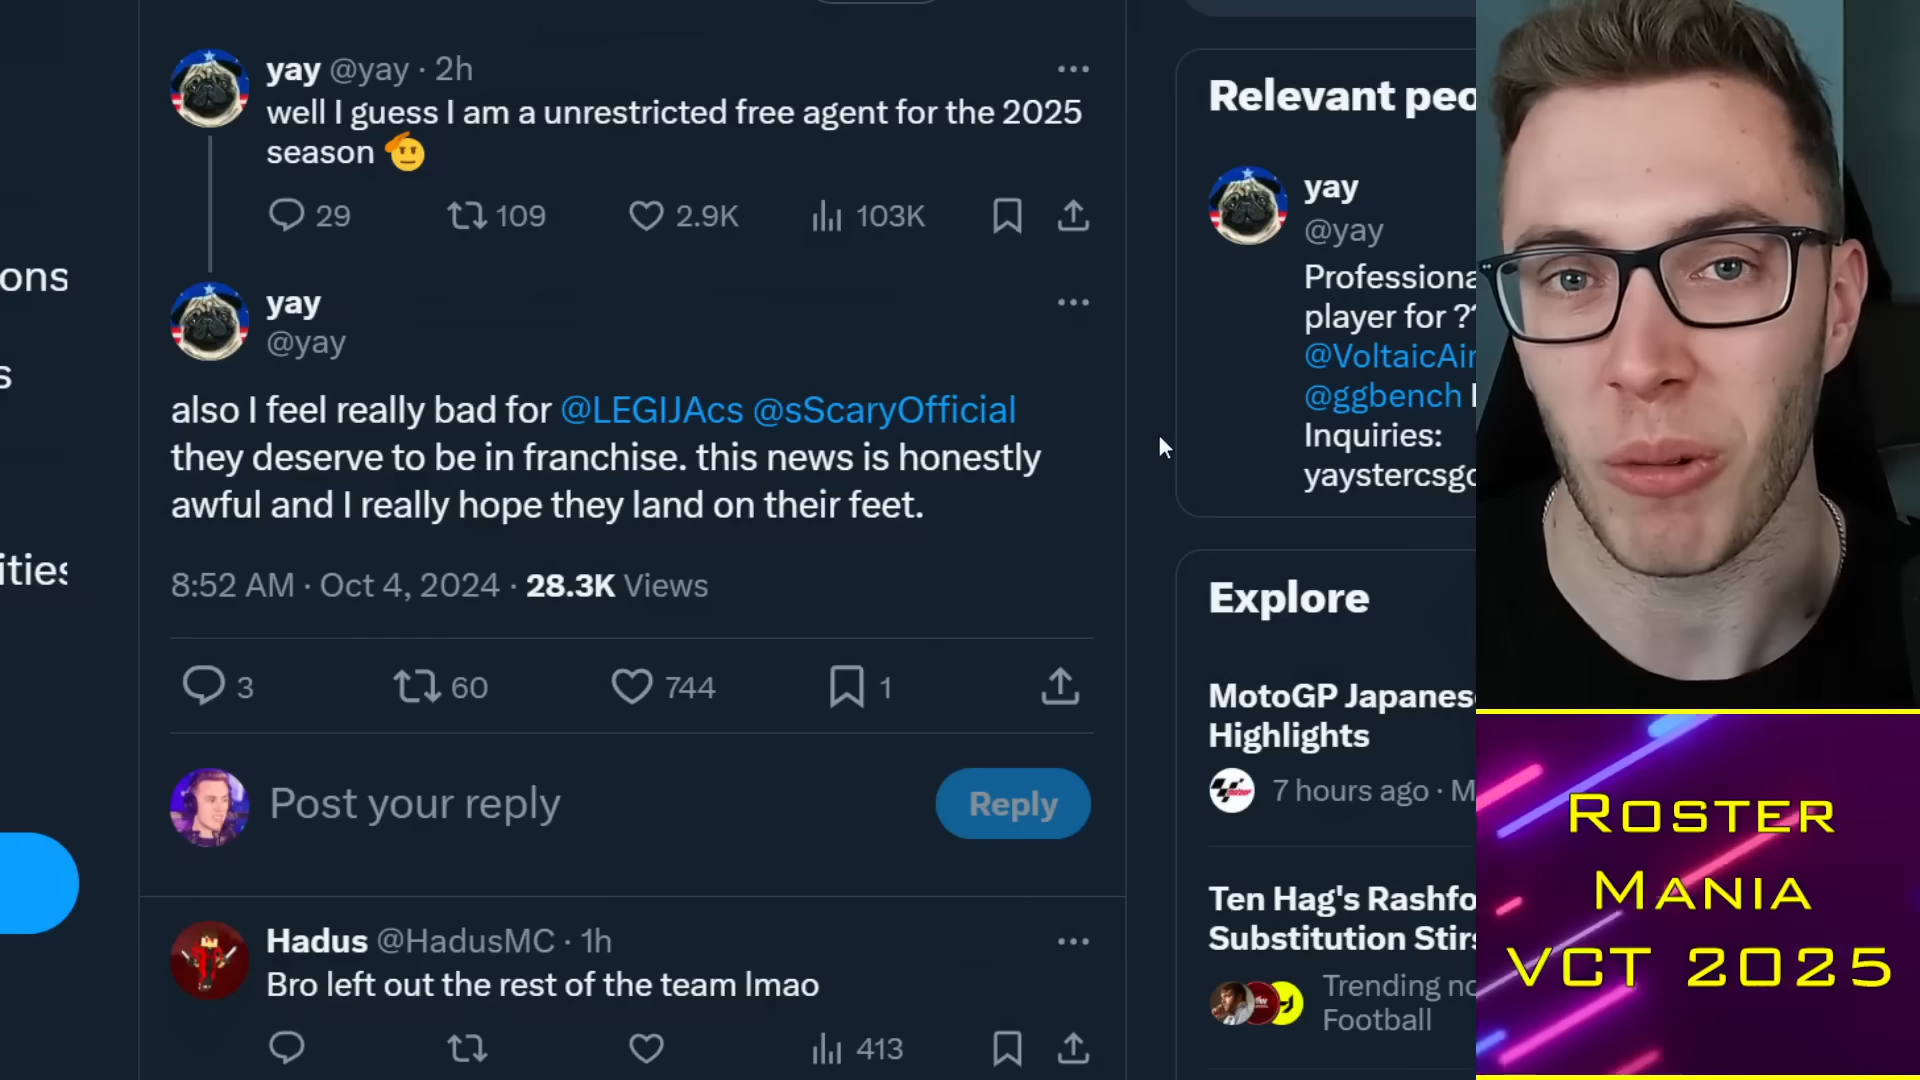 ons
s
ities
yay @yay · 2h
well I guess I am a unrestricted free agent for the 2025
season
29 109 2.9K 103K
yay
@yay
also I feel really bad for @LEGIJAcs @sScaryOfficial
they deserve to be in franchise. this news is honestly
awful and I really hope they land on their feet.
8:52 AM · Oct 4, 2024 · 28.3K Views
3 60 744 1
Post your reply
Reply
Hadus @HadusMC · 1h
Bro left out the rest of the team lmao
413
Relevant peo
yay
@yay
Professiona
player for ??
@VoltaicAir
@ggbench
Inquiries:
yaystercsgo
Explore
MotoGP Japanese
Highlights
7 hours ago · M
Ten Hag's Rashfo
Substitution Stirs
Trending no
Football
Roster
Mania
VCT 2025